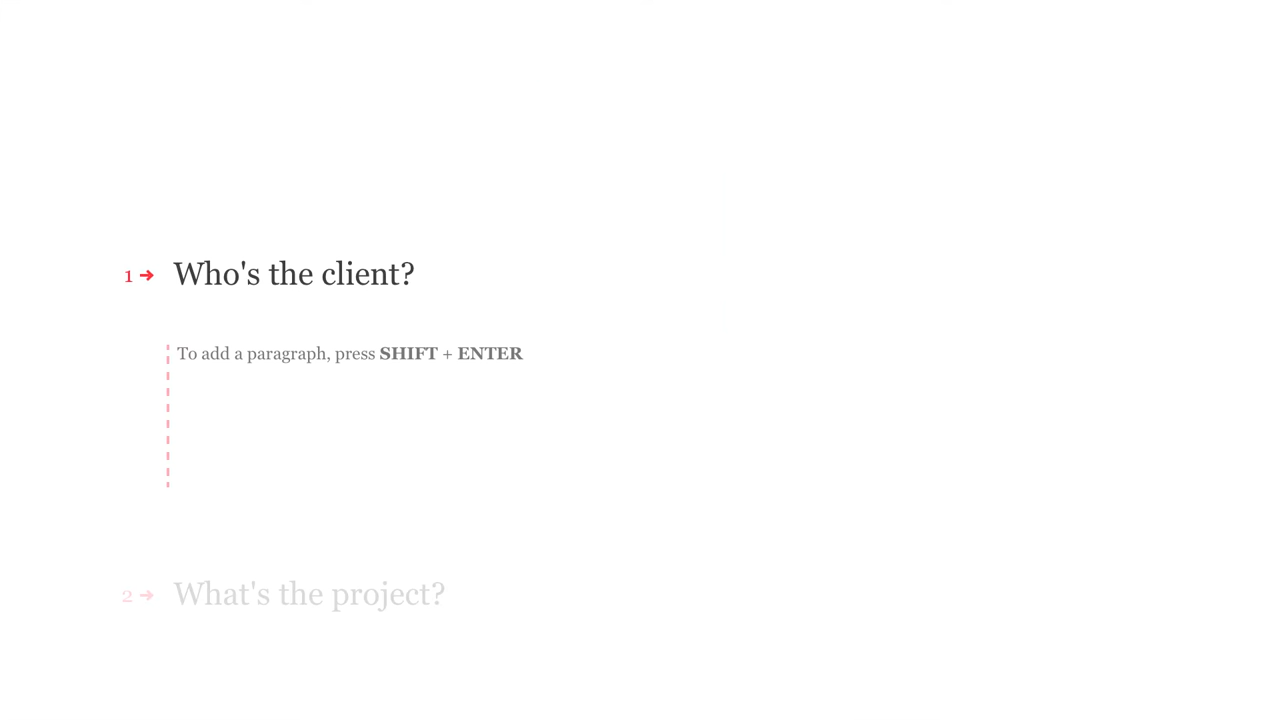 1 → Who's the client?
To add a paragraph, press SHIFT + ENTER
2 → What's the project?